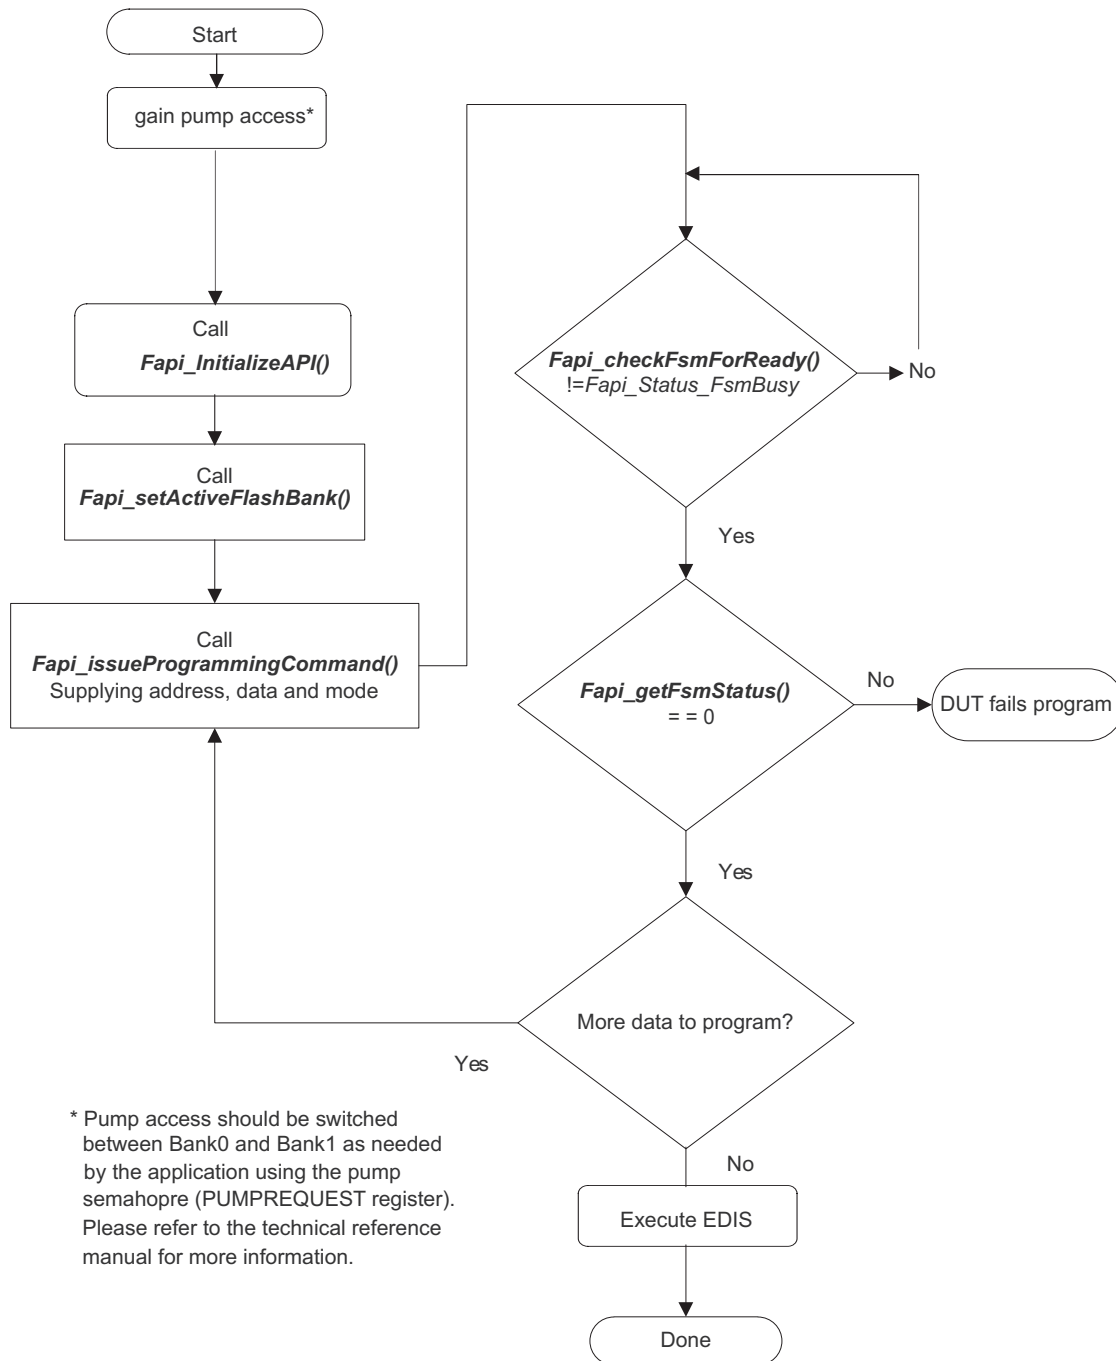 Start
gain pump access*
Call
Fapi_InitializeAPI()
Call
Fapi_setActiveFlashBank()
Call
Fapi_issueProgrammingCommand()
Supplying address, data and mode
Fapi_checkFsmForReady()
!=Fapi_Status_FsmBusy
No
Yes
Fapi_getFsmStatus()
= = 0
No
DUT fails program
Yes
More data to program?
Yes
No
Execute EDIS
Done
* Pump access should be switched
between Bank0 and Bank1 as needed
by the application using the pump
semahopre (PUMPREQUEST register).
Please refer to the technical reference
manual for more information.